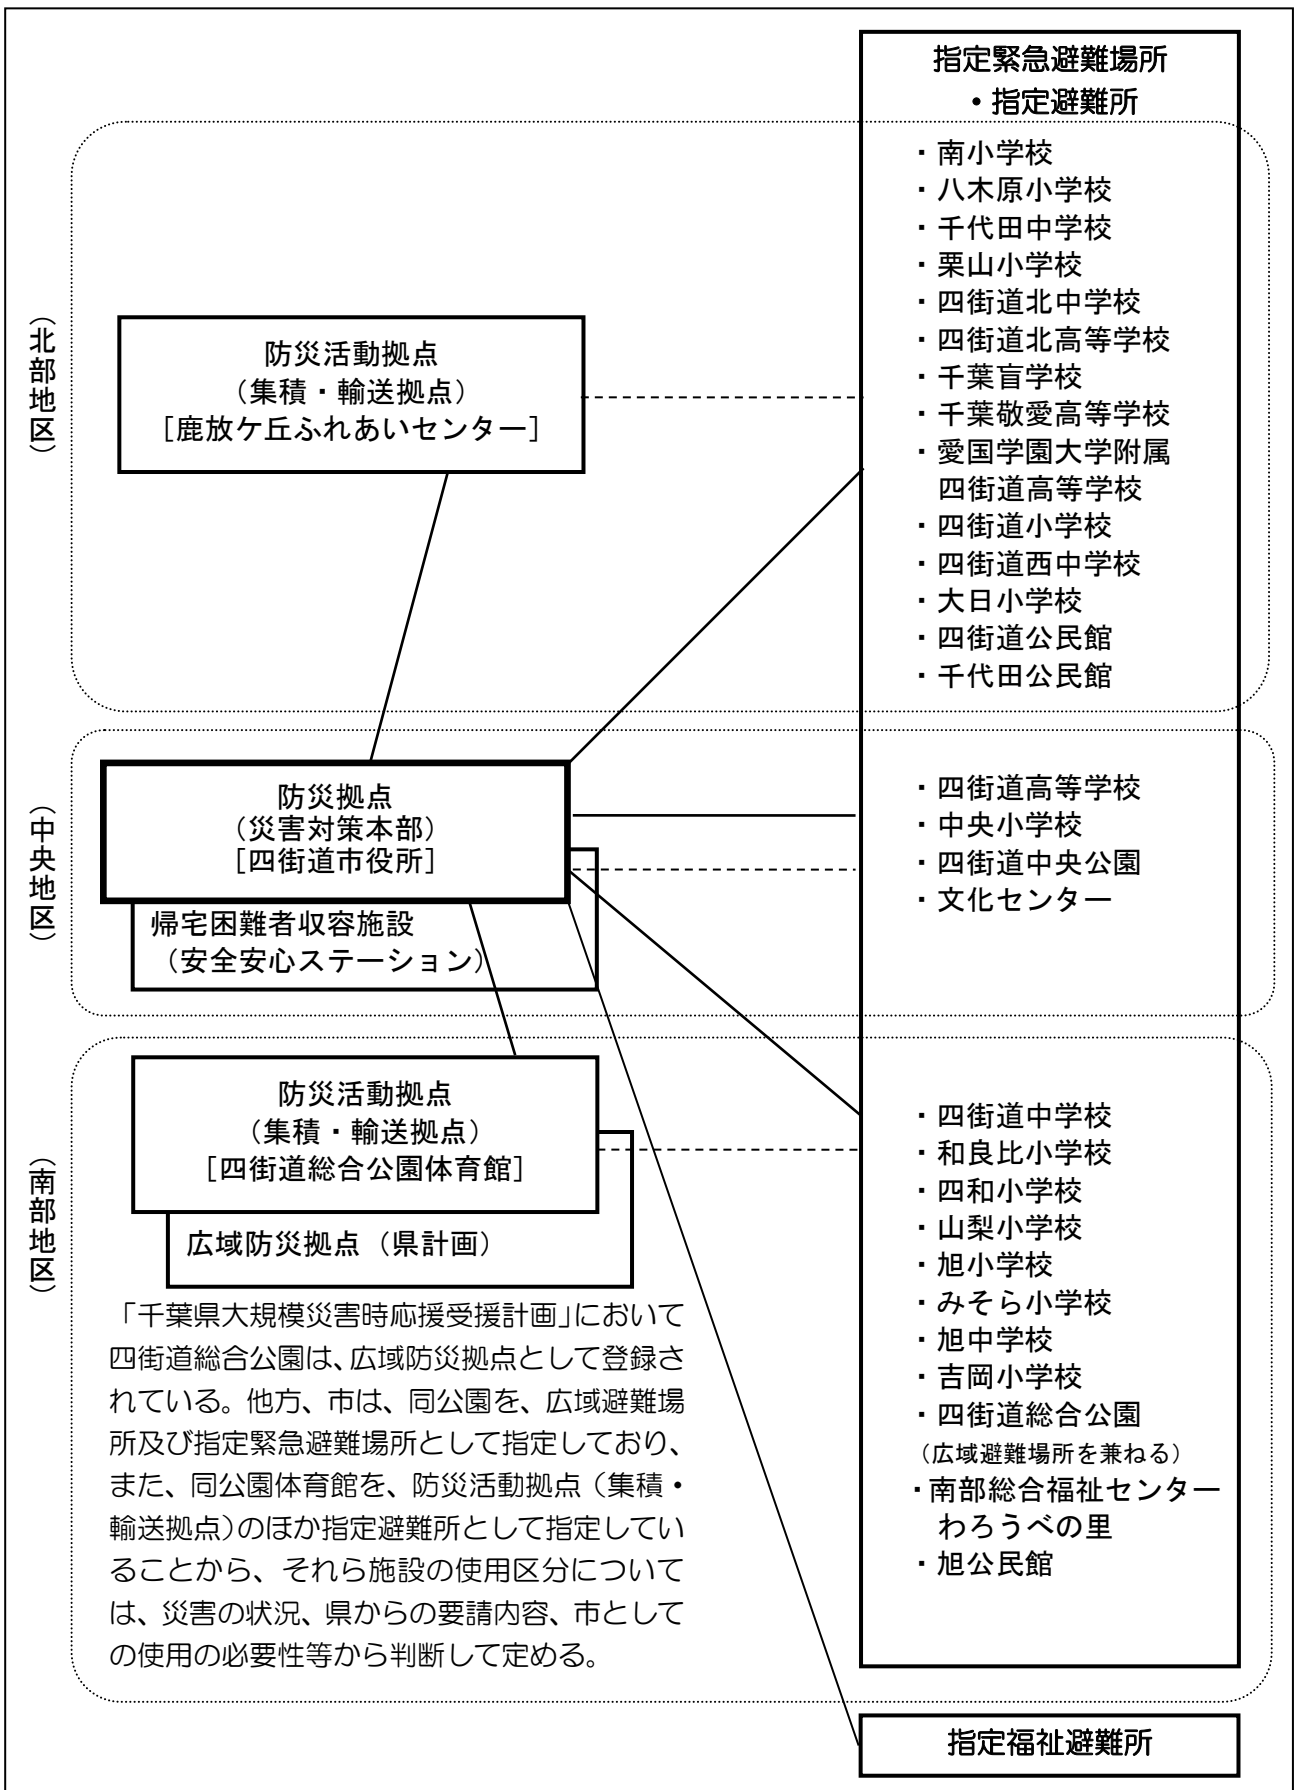 指定緊急避難場所
・指定避難所
（北部地区）
防災活動拠点
（集積・輸送拠点）
［鹿放ケ丘ふれあいセンター］
・南小学校
・八木原小学校
・千代田中学校
・栗山小学校
・四街道北中学校
・四街道北高等学校
・千葉盲学校
・千葉敬愛高等学校
・愛国学園大学附属
四街道高等学校
・四街道小学校
・四街道西中学校
・大日小学校
・四街道公民館
・千代田公民館
（中央地区）
防災拠点
（災害対策本部）
［四街道市役所］
帰宅困難者収容施設
（安全安心ステーション）
・四街道高等学校
・中央小学校
・四街道中央公園
・文化センター
（南部地区）
防災活動拠点
（集積・輸送拠点）
［四街道総合公園体育館］
広域防災拠点（県計画）
「千葉県大規模災害時応援受援計画」において
四街道総合公園は、広域防災拠点として登録さ
れている。他方、市は、同公園を、広域避難場
所及び指定緊急避難場所として指定しており、
また、同公園体育館を、防災活動拠点（集積・
輸送拠点）のほか指定避難所として指定してい
ることから、それら施設の使用区分について
は、災害の状況、県からの要請内容、市として
の使用の必要性等から判断して定める。
・四街道中学校
・和良比小学校
・四和小学校
・山梨小学校
・旭小学校
・みそら小学校
・旭中学校
・吉岡小学校
・四街道総合公園
（広域避難場所を兼ねる）
・南部総合福祉センター
わろうべの里
・旭公民館
指定福祉避難所